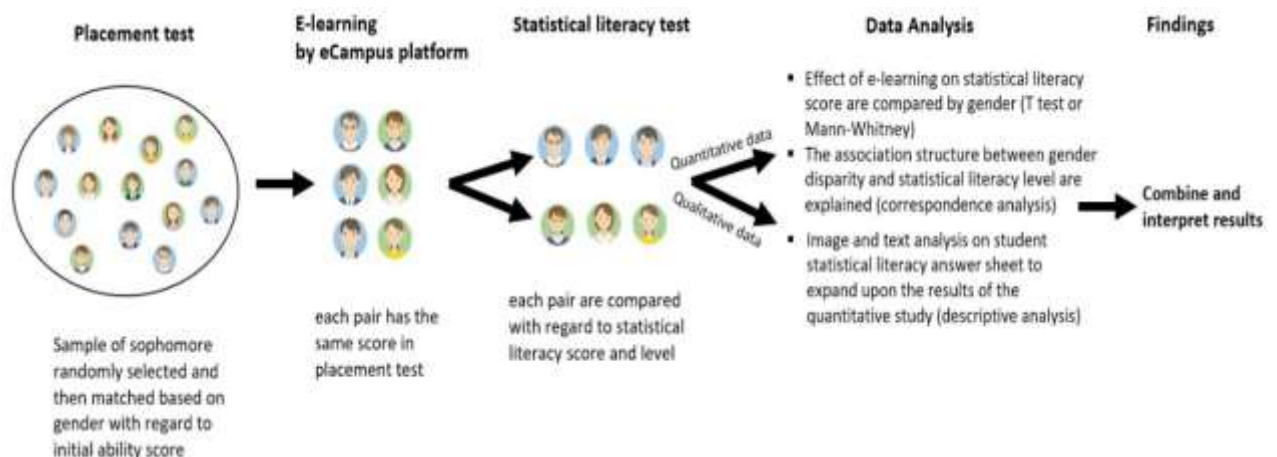 Placement test
Sample of sophomore
randomly selected and
then matched based on
gender with regard to
initial ability score
E-learning
by eCampus platform
each pair has the
same score in
placement test
Statistical literacy test
each pair are compared
with regard to statistical
literacy score and level
Quantitative data
Qualitative data
Data Analysis
▪ Effect of e-learning on statistical literacy
score are compared by gender (T test or
Mann-Whitney)
▪ The association structure between gender
disparity and statistical literacy level are
explained (correspondence analysis)
▪ Image and text analysis on student
statistical literacy answer sheet to
expand upon the results of the
quantitative study (descriptive analysis)
Findings
Combine and
interpret results